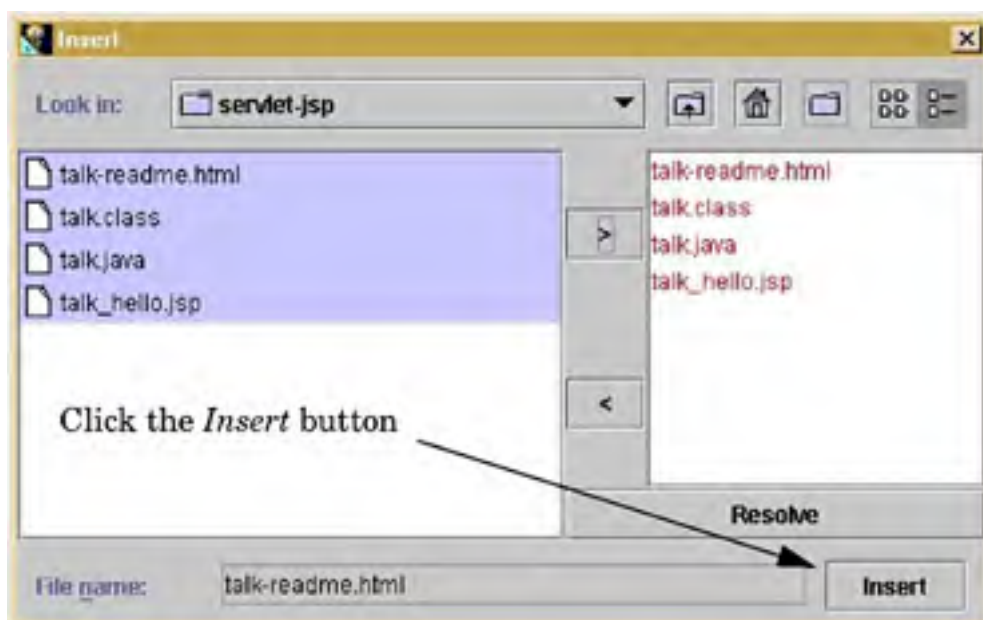 Insert
Look in:
servlet-jsp
talk-readme.html
talk.class
talk.java
talk_hello.jsp
>
<
talk-readme.html
talk.class
talk.java
talk_hello.jsp
Click the Insert button
Resolve
File name:
talk-readme.html
Insert